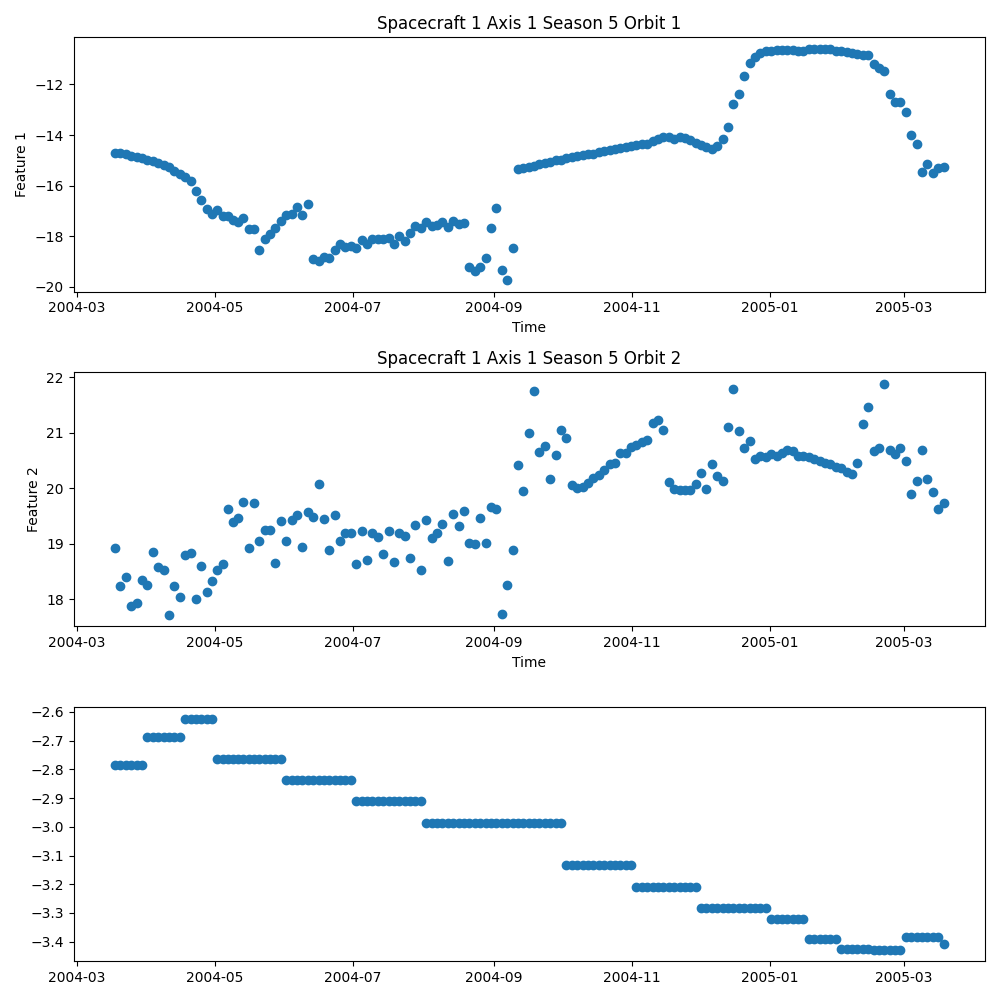 Spacecraft 1 Axis 1 Season 5 Orbit 1
Feature 1
−12
−14
−16
−18
−20
2004-03 2004-05 2004-07 2004-09 2004-11 2005-01 2005-03
Time
Spacecraft 1 Axis 1 Season 5 Orbit 2
Feature 2
22
21
20
19
18
2004-03 2004-05 2004-07 2004-09 2004-11 2005-01 2005-03
Time
−2.6
−2.7
−2.8
−2.9
−3.0
−3.1
−3.2
−3.3
−3.4
2004-03 2004-05 2004-07 2004-09 2004-11 2005-01 2005-03